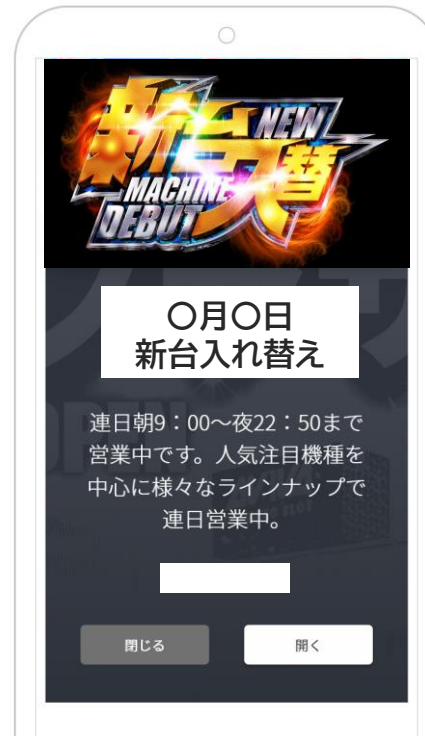 新台入替
NEW
MACHINE
DEBUT
〇月〇日
新台入れ替え
連日朝9：00～夜22：50まで
営業中です。人気注目機種を
中心に様々なラインナップで
連日営業中。
閉じる
開く